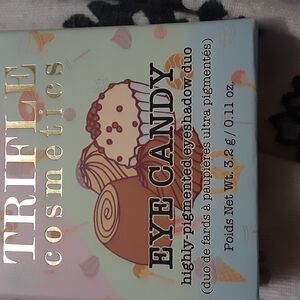 TRIFLE
cosmetics
EYE CANDY
highly-pigmented eyeshadow duo
(duo de fards à paupières ultra pigmentés)
Poids Net Wt. 3.2 g / 0.11 oz.